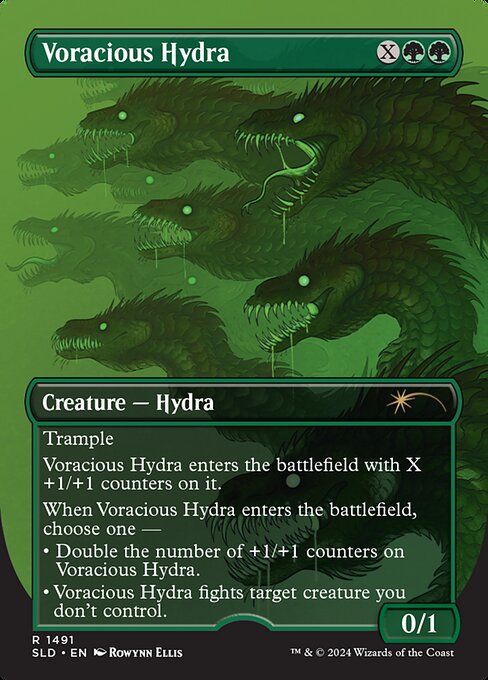 Voracious Hydra X
Creature — Hydra
Trample
Voracious Hydra enters the battlefield with X
+1/+1 counters on it.
When Voracious Hydra enters the battlefield,
choose one —
• Double the number of +1/+1 counters on
Voracious Hydra.
• Voracious Hydra fights target creature you
don't control.
0/1
R 1491
SLD • EN Rowynn Ellis
™ & © 2024 Wizards of the Coast